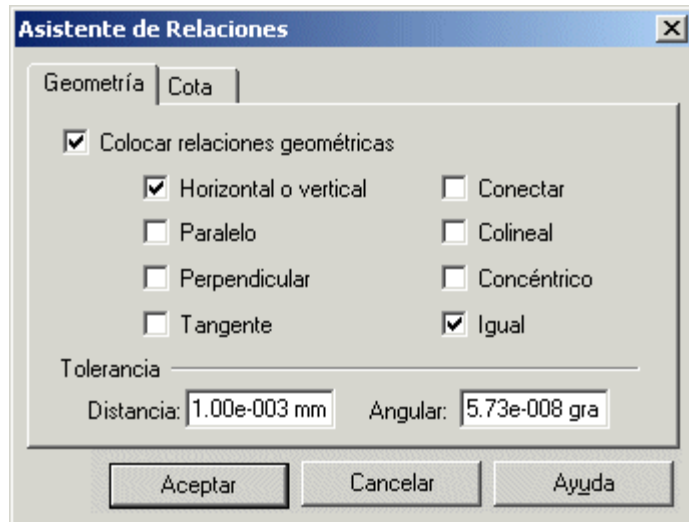 Asistente de Relaciones
Geometría Cota
Colocar relaciones geométricas
Horizontal o vertical Conectar
Paralelo Colineal
Perpendicular Concéntrico
Tangente Igual
Tolerancia
Distancia: 1.00e-003 mm Angular: 5.73e-008 gra
Aceptar Cancelar Ayuda